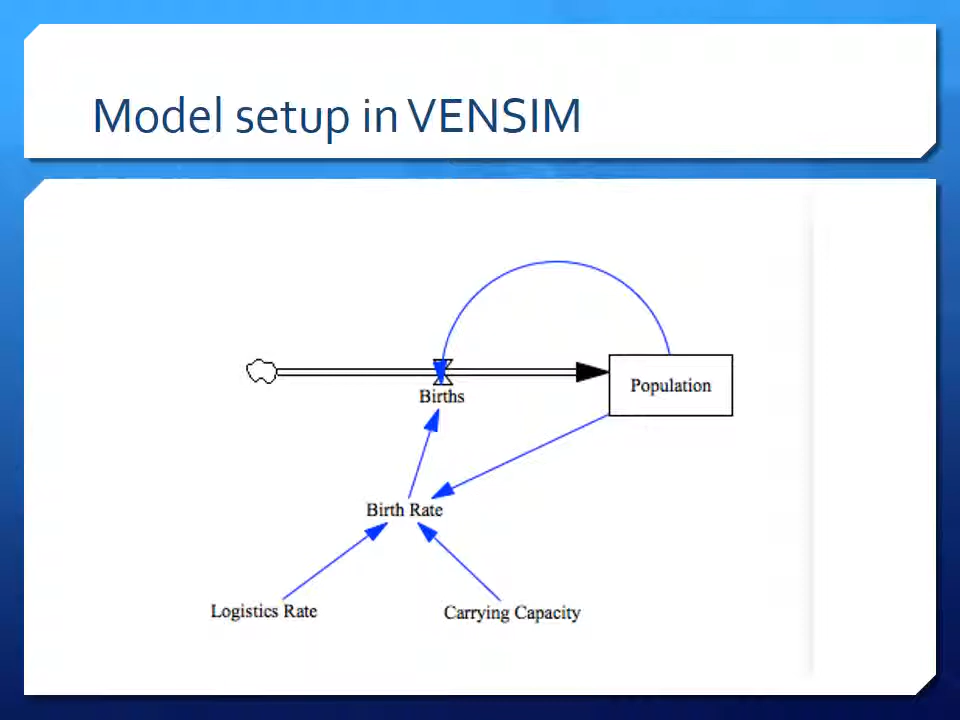 Model setup in VENSIM
Population
Births
Birth Rate
Logistics Rate
Carrying Capacity